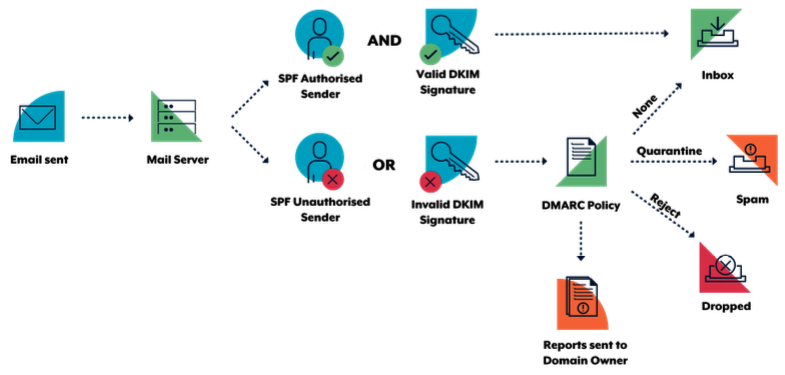 AND
SPF Authorised
Sender
Valid DKIM
Signature
Inbox
Email sent
Mail Server
None
OR
Quarantine
SPF Unauthorised
Sender
Invalid DKIM
Signature
DMARC Policy
Spam
Reject
Dropped
Reports sent to
Domain Owner